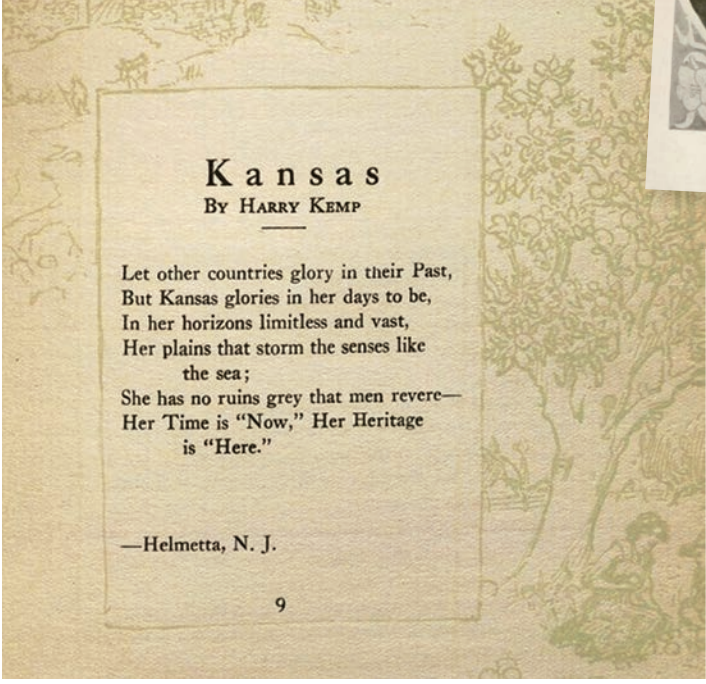 Kansas
By Harry Kemp
Let other countries glory in their Past,
But Kansas glories in her days to be,
In her horizons limitless and vast,
Her plains that storm the senses like
the sea;
She has no ruins grey that men revere—
Her Time is “Now,” Her Heritage
is “Here.”
—Helmetta, N. J.
9